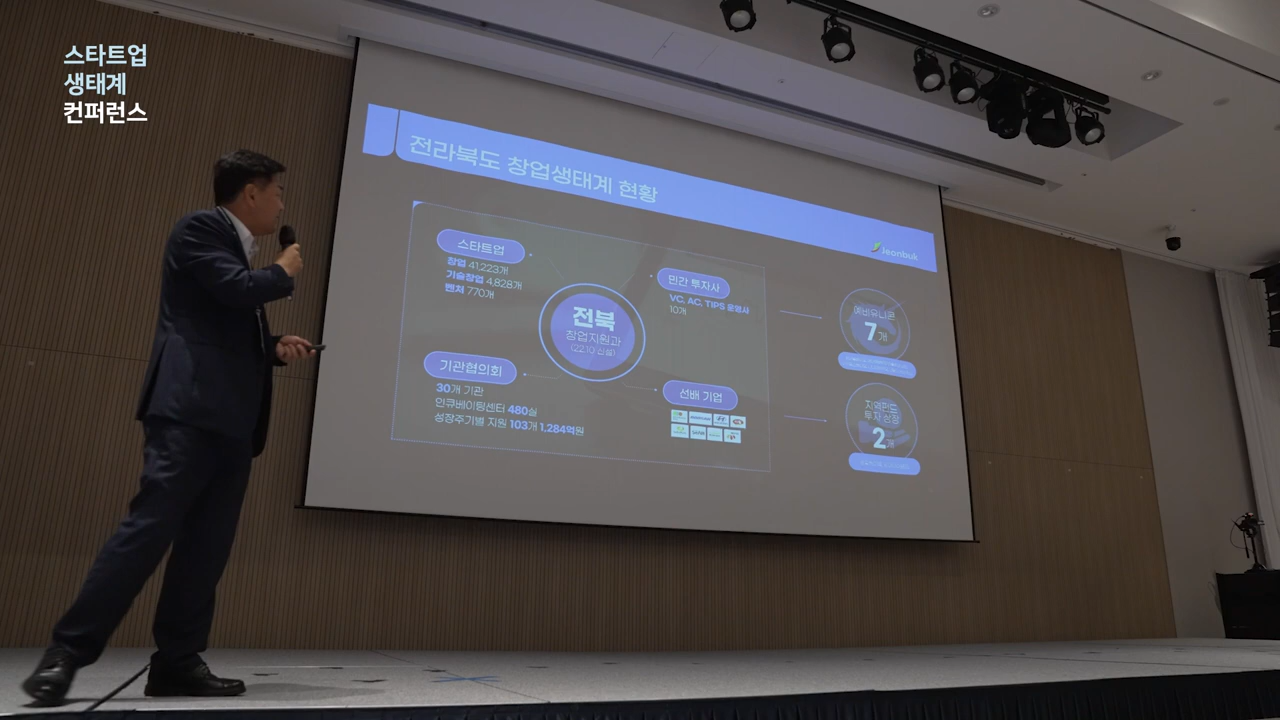 스타트업
생태계
컨퍼런스
전라북도 창업생태계 현황
Jeonbuk
스타트업
창업 41,223개
기술창업 4,828개
벤처 770개
민간 투자사
VC, AC, TIPS 운영사
10개
전북
창업지원과
(22.10 신설)
기관협의회
30개 기관
인큐베이팅센터 480실
성장주기별 지원 103개 1,284억원
선배 기업
예비유니콘
7개
지역펀드
투자 성장
2개